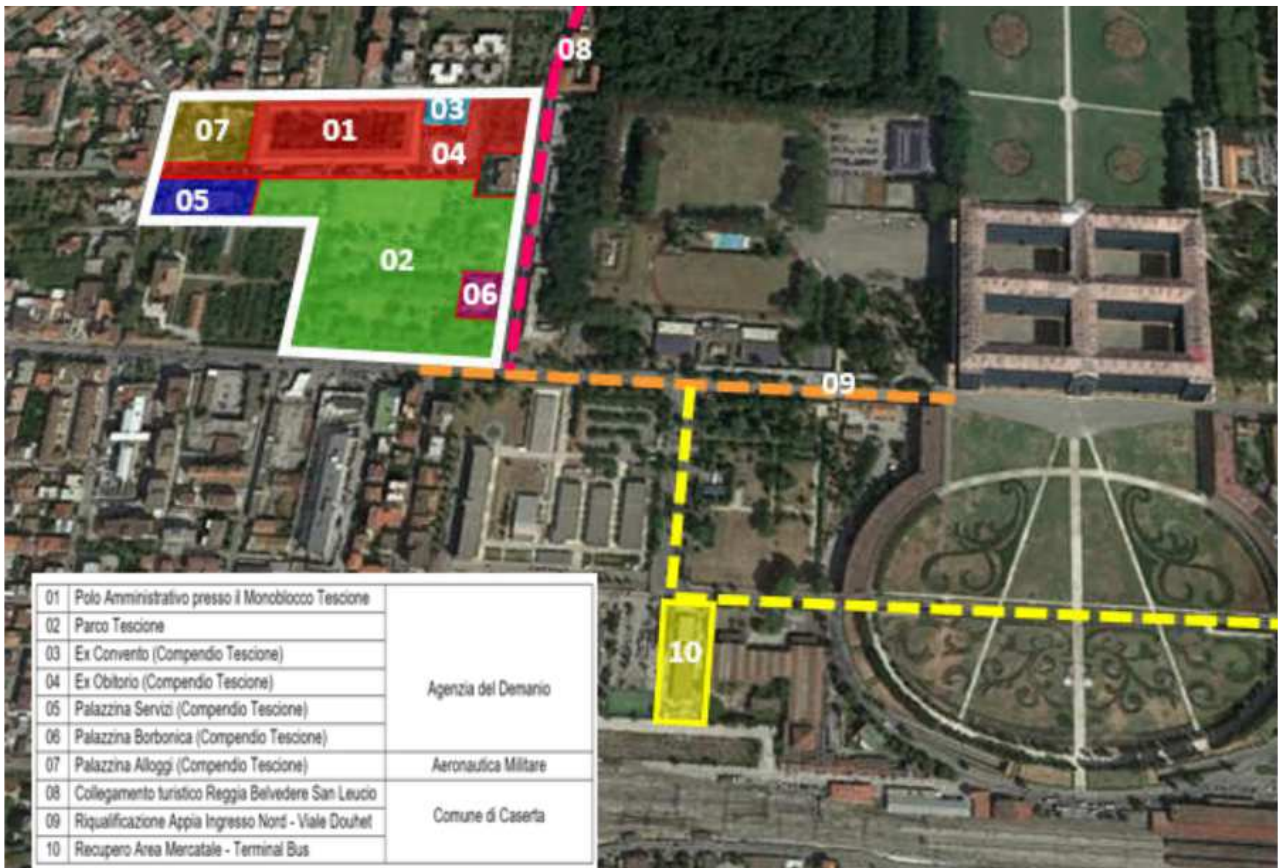 08
03
07
01
04
05
02
06
09
10
01 Polo Amministrativo presso il Monoblocco Tescione
02 Parco Tescione
03 Ex Convento (Compendio Tescione)
04 Ex Obitorio (Compendio Tescione)
Agenzia del Demanio
05 Palazzina Servizi (Compendio Tescione)
06 Palazzina Borbonica (Compendio Tescione)
07 Palazzina Alloggi (Compendio Tescione) Aeronautica Militare
08 Collegamento turistico Reggia Belvedere San Leucio
09 Riqualificazione Appia Ingresso Nord - Viale Douhet
Comune di Caserta
10 Recupero Area Mercatale - Terminal Bus